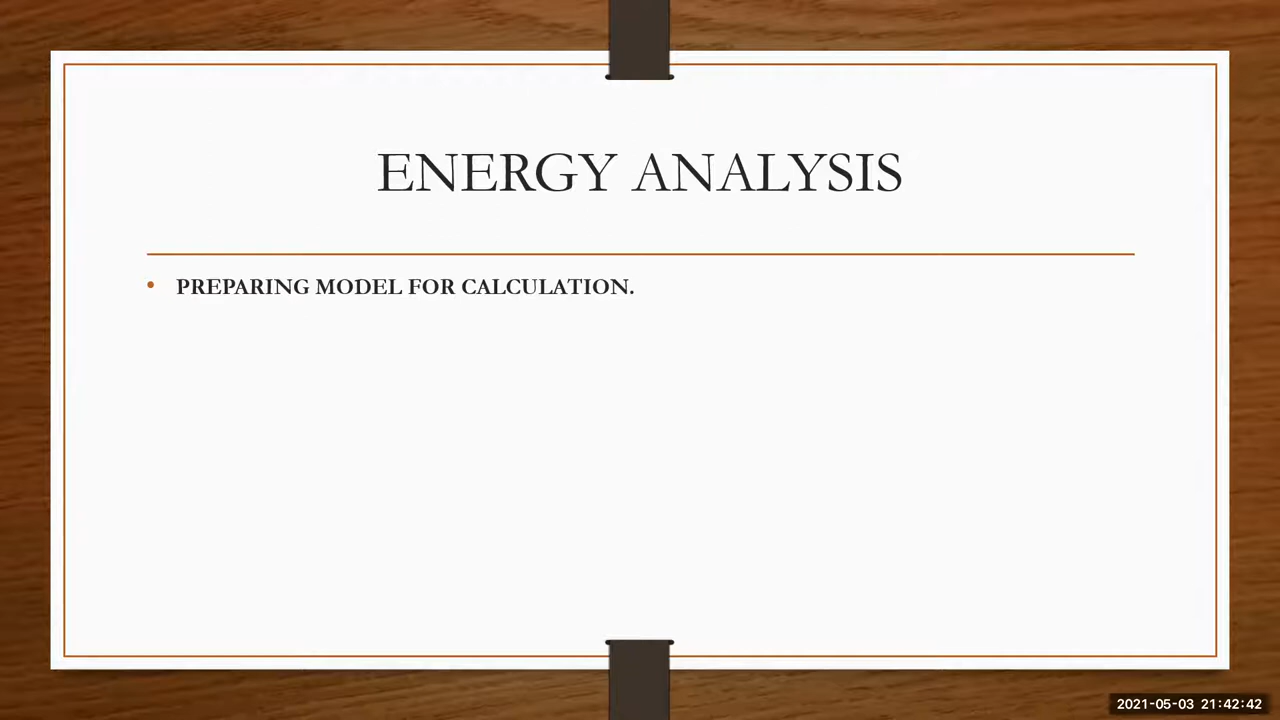 ENERGY ANALYSIS
• PREPARING MODEL FOR CALCULATION.
2021-05-03 21:42:42